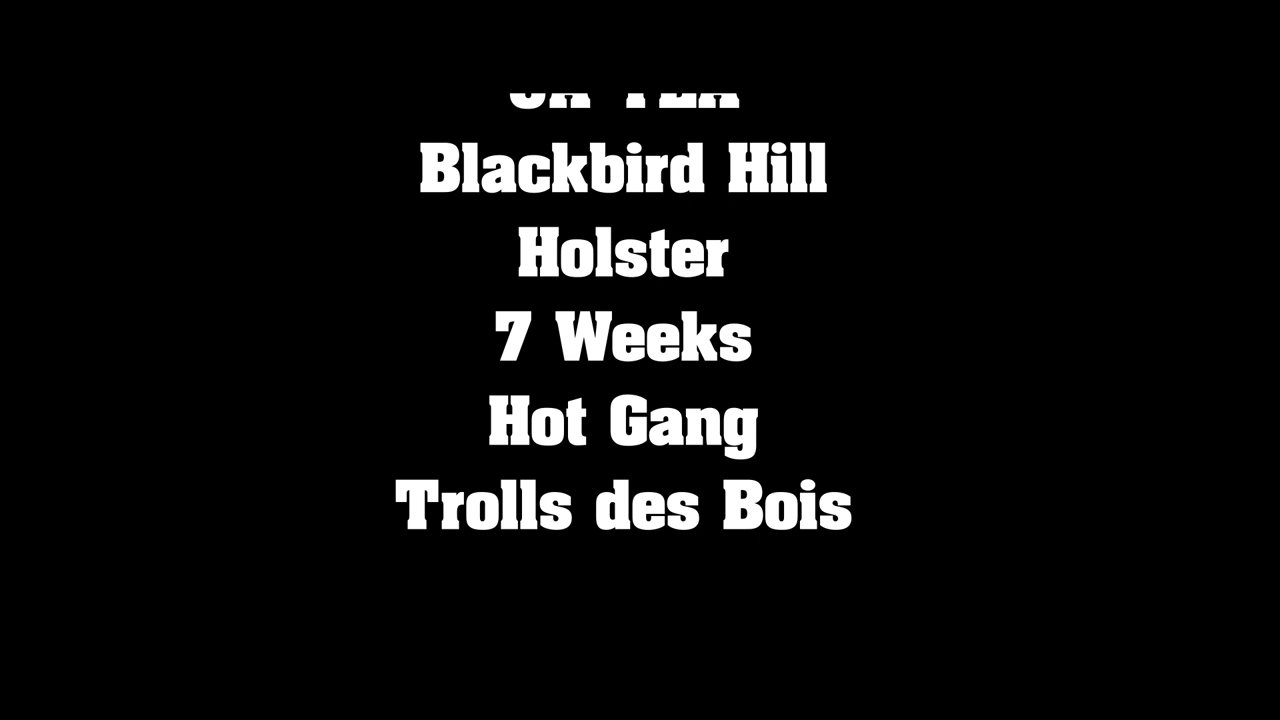 Blackbird Hill
Holster
7 Weeks
Hot Gang
Trolls des Bois